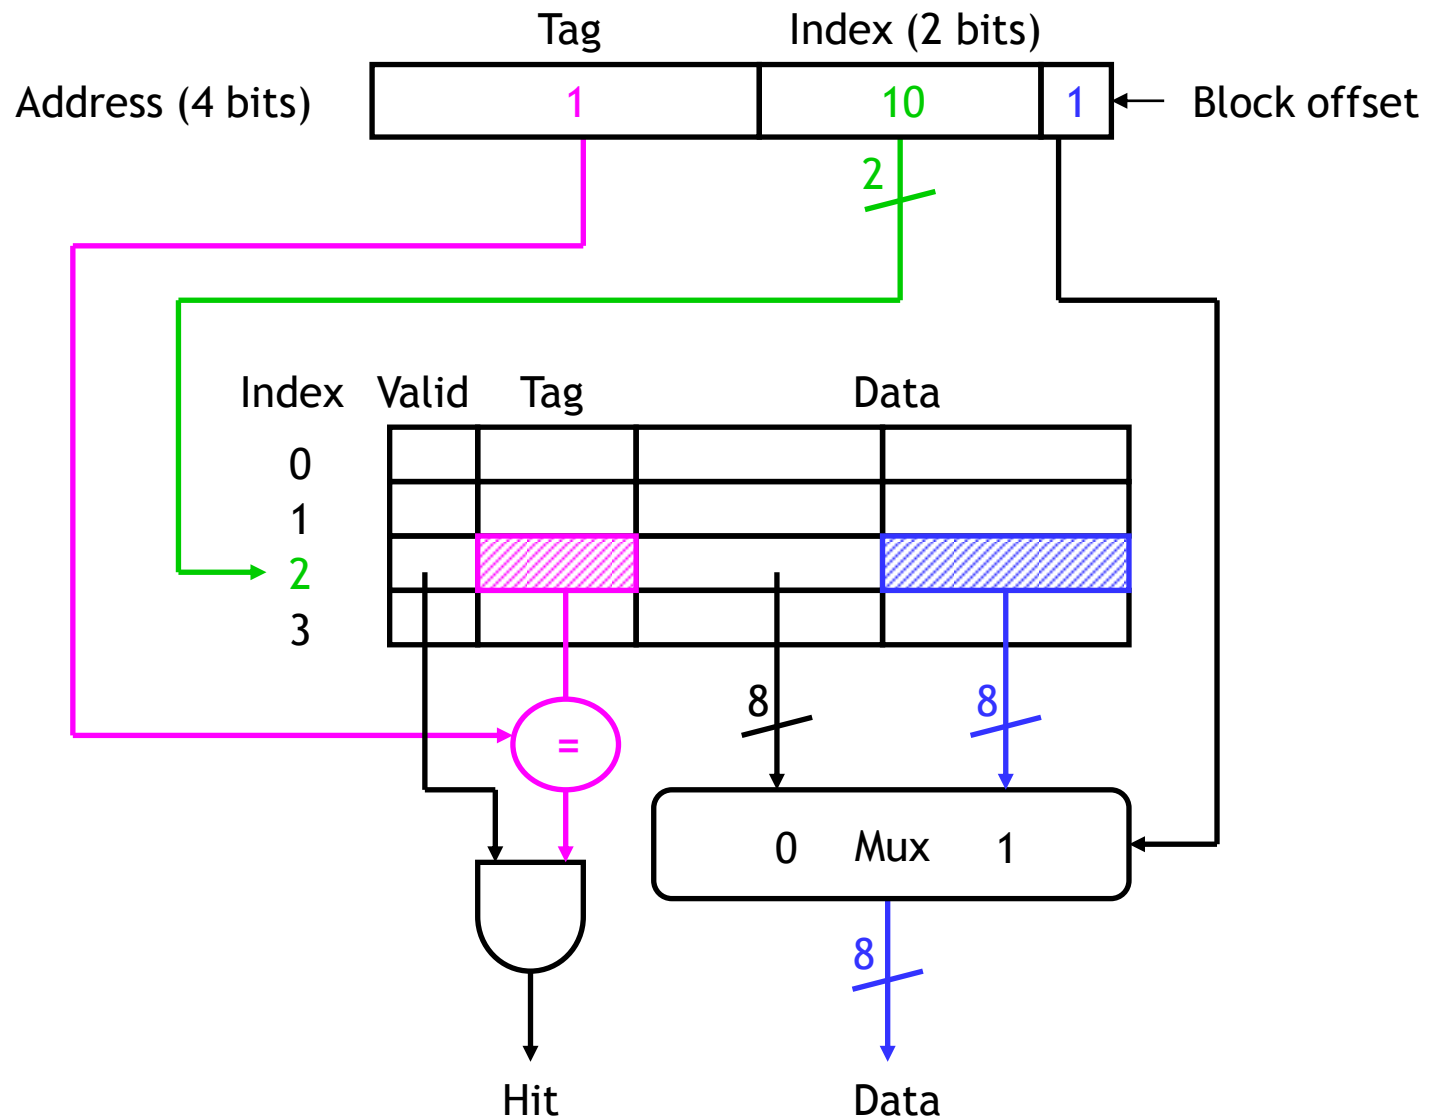 Tag Index (2 bits)
Address (4 bits) 1 10 1 Block offset
2
Index Valid Tag Data
0
1
2
3
8 8
=
0 Mux 1
8
Hit Data